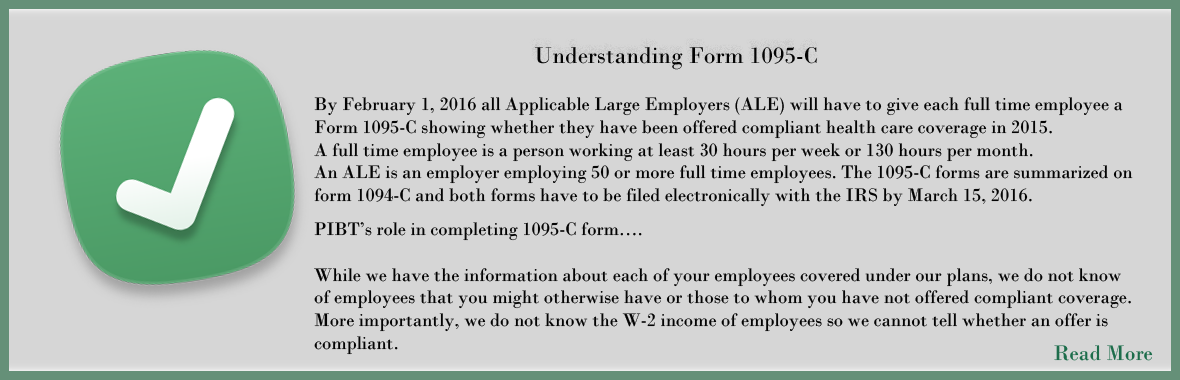 Understanding Form 1095-C
By February 1, 2016 all Applicable Large Employers (ALE) will have to give each full time employee a
Form 1095-C showing whether they have been offered compliant health care coverage in 2015.
A full time employee is a person working at least 30 hours per week or 130 hours per month.
An ALE is an employer employing 50 or more full time employees. The 1095-C forms are summarized on
form 1094-C and both forms have to be filed electronically with the IRS by March 15, 2016.
PIBT's role in completing 1095-C form....
While we have the information about each of your employees covered under our plans, we do not know
of employees that you might otherwise have or those to whom you have not offered compliant coverage.
More importantly, we do not know the W-2 income of employees so we cannot tell whether an offer is
compliant.
Read More